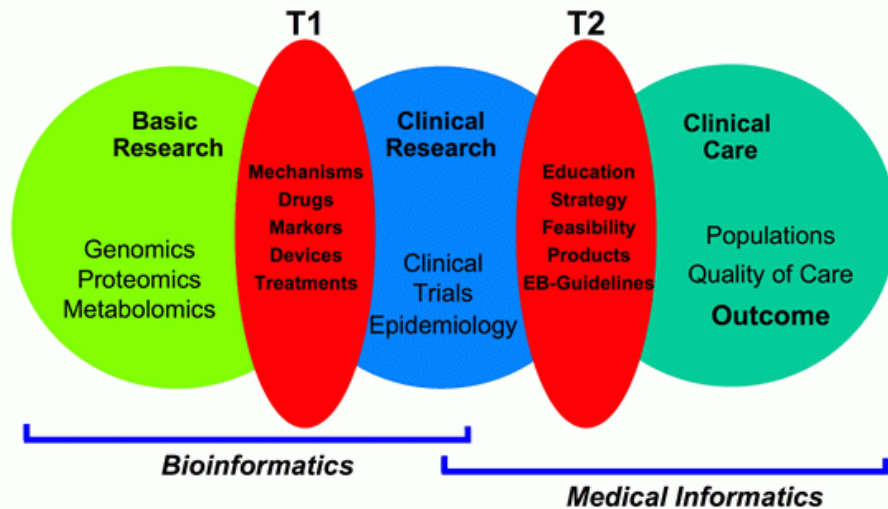 T1
T2
Basic
Research
Genomics
Proteomics
Metabolomics
Mechanisms
Drugs
Markers
Devices
Treatments
Clinical
Research
Clinical
Trials
Epidemiology
Education
Strategy
Feasibility
Products
EB-Guidelines
Clinical
Care
Populations
Quality of Care
Outcome
Bioinformatics
Medical Informatics